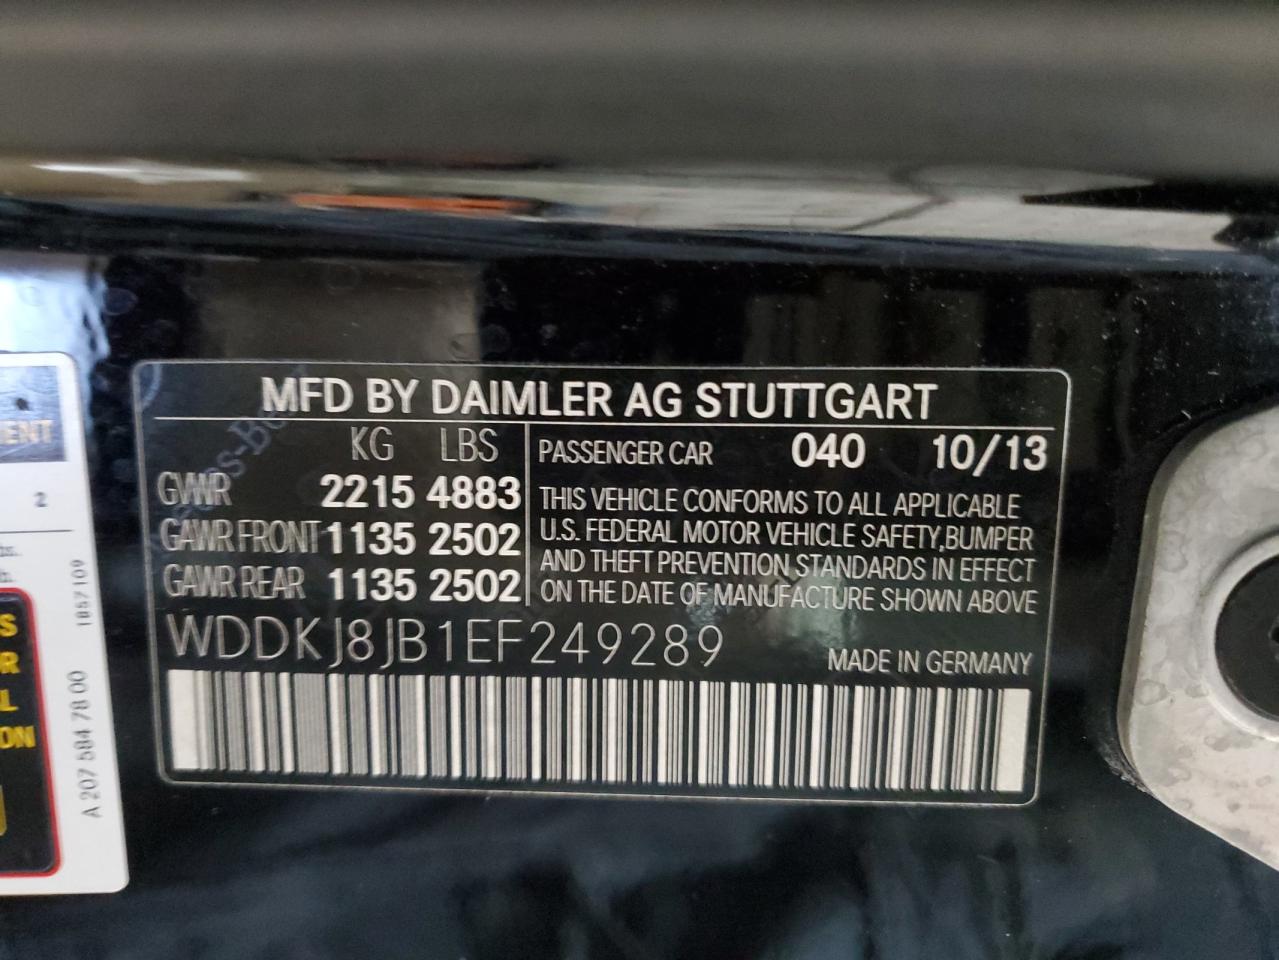 MFD BY DAIMLER AG STUTTGART
KG LBS
GVWR 2215 4883
GAWR FRONT 1135 2502
GAWR REAR 1135 2502
PASSENGER CAR 040 10/13
THIS VEHICLE CONFORMS TO ALL APPLICABLE
U.S. FEDERAL MOTOR VEHICLE SAFETY,BUMPER
AND THEFT PREVENTION STANDARDS IN EFFECT
ON THE DATE OF MANUFACTURE SHOWN ABOVE
WDDKJ8JB1EF249289
MADE IN GERMANY
2
A 207 584 78 00
1857109